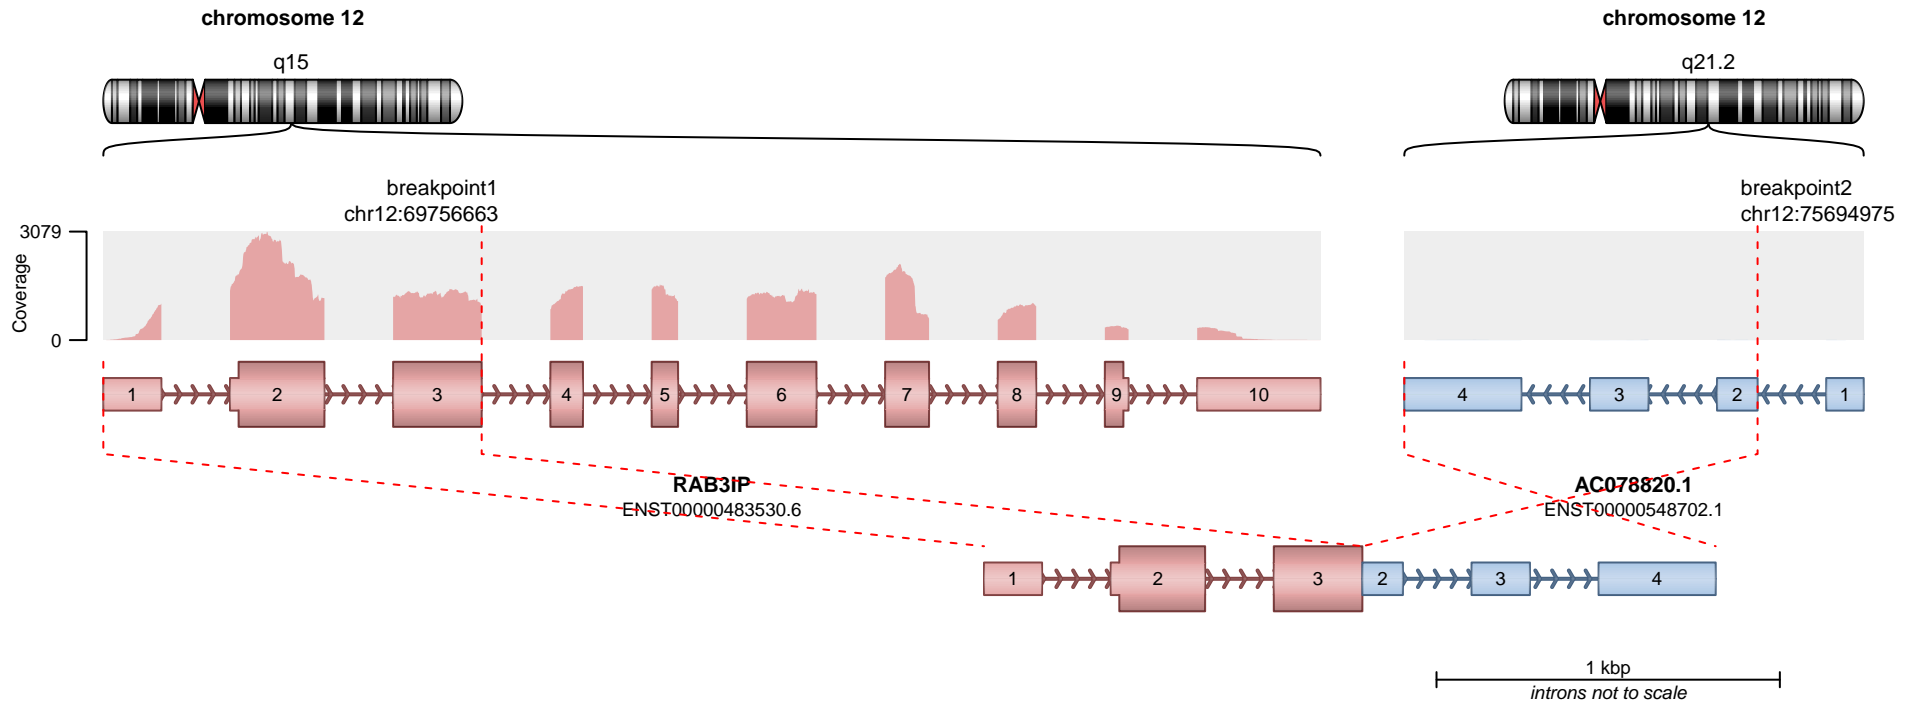 chromosome 12
chromosome 12
q15
q21.2
breakpoint1
chr12:69756663
breakpoint2
chr12:75694975
3079
Coverage
0
1 2 3 4 5 6 7 8 9 10
4 3 2 1
RAB3IP
ENST00000483530.6
AC078820.1
ENST00000548702.1
1 2 3 2 3 4
1 kbp
introns not to scale